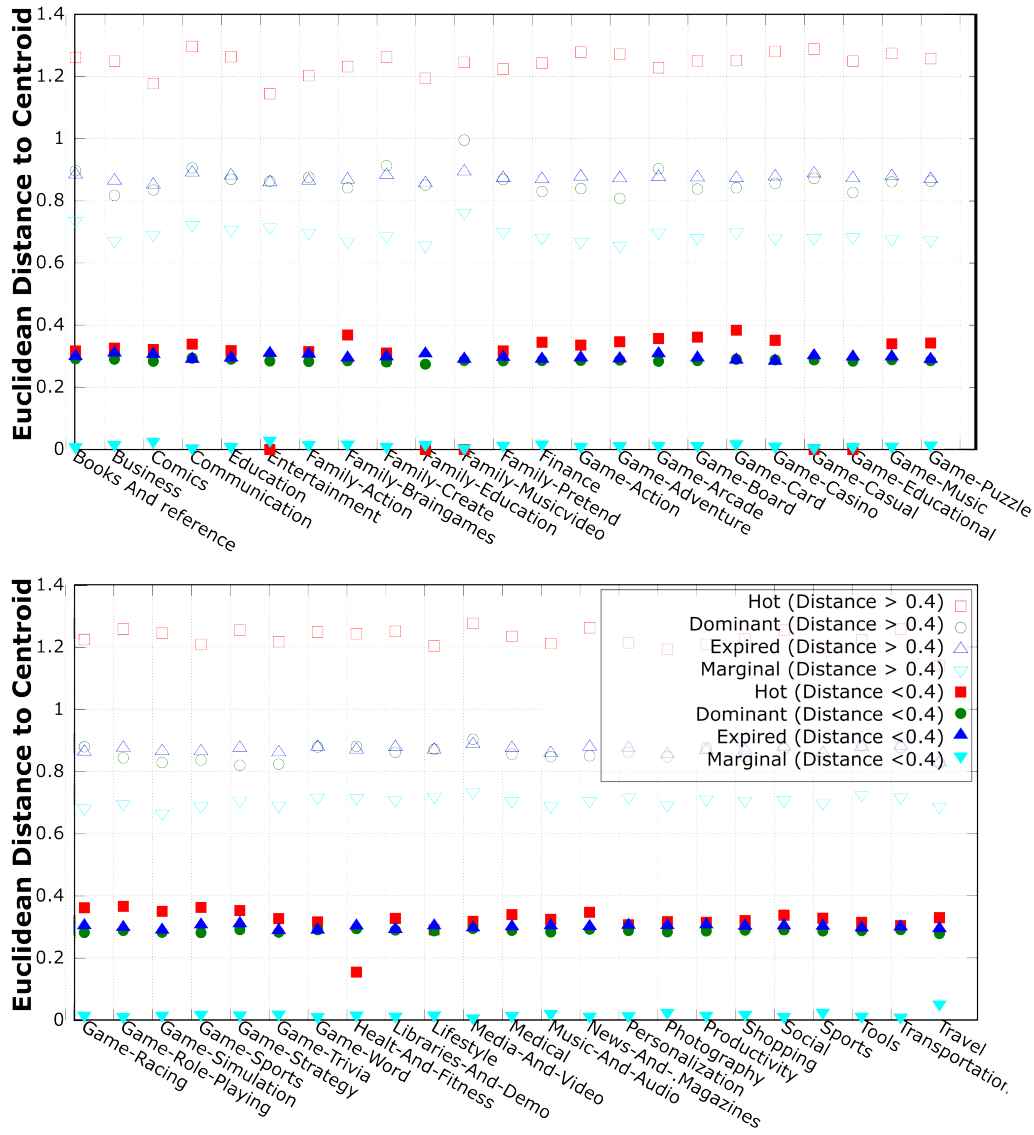 1.4
1.2
1
0.8
0.6
0.4
0.2
0
Euclidean Distance to Centroid
Books And reference
Business
Comics
Communication
Education
Entertainment
Family-Action
Family-Braingames
Family-Create
Family-Education
Family-Musicvideo
Family-Pretend
Finance
Game-Action
Game-Adventure
Game-Arcade
Game-Board
Game-Card
Game-Casino
Game-Casual
Game-Educational
Game-Music
Game-Puzzle
1.4
1.2
1
0.8
0.6
0.4
0.2
0
Euclidean Distance to Centroid
Hot (Distance > 0.4)
Dominant (Distance > 0.4)
Expired (Distance > 0.4)
Marginal (Distance > 0.4)
Hot (Distance <0.4)
Dominant (Distance <0.4)
Expired (Distance <0.4)
Marginal (Distance <0.4)
Game-Racing
Game-Role-Playing
Game-Simulation
Game-Sports
Game-Strategy
Game-Trivia
Game-Word
Healt-And-Fitness
Libraries-And-Demo
Lifestyle
Media-And-Video
Medical
Music-And-Audio
News-And-.Magazines
Personalization
Photography
Productivity
Shopping
Social
Sports
Tools
Transportation
Travel